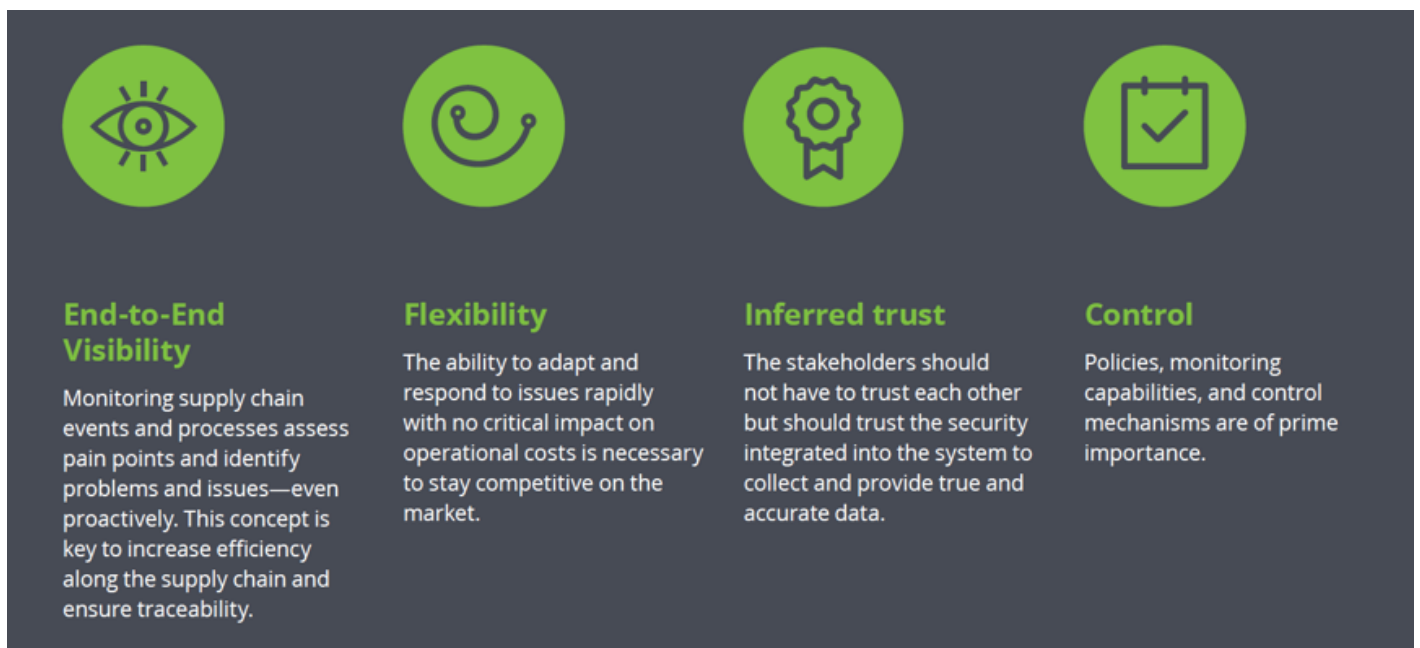 End-to-End
Visibility
Monitoring supply chain
events and processes assess
pain points and identify
problems and issues—even
proactively. This concept is
key to increase efficiency
along the supply chain and
ensure traceability.
Flexibility
The ability to adapt and
respond to issues rapidly
with no critical impact on
operational costs is necessary
to stay competitive on the
market.
Inferred trust
The stakeholders should
not have to trust each other
but should trust the security
integrated into the system to
collect and provide true and
accurate data.
Control
Policies, monitoring
capabilities, and control
mechanisms are of prime
importance.